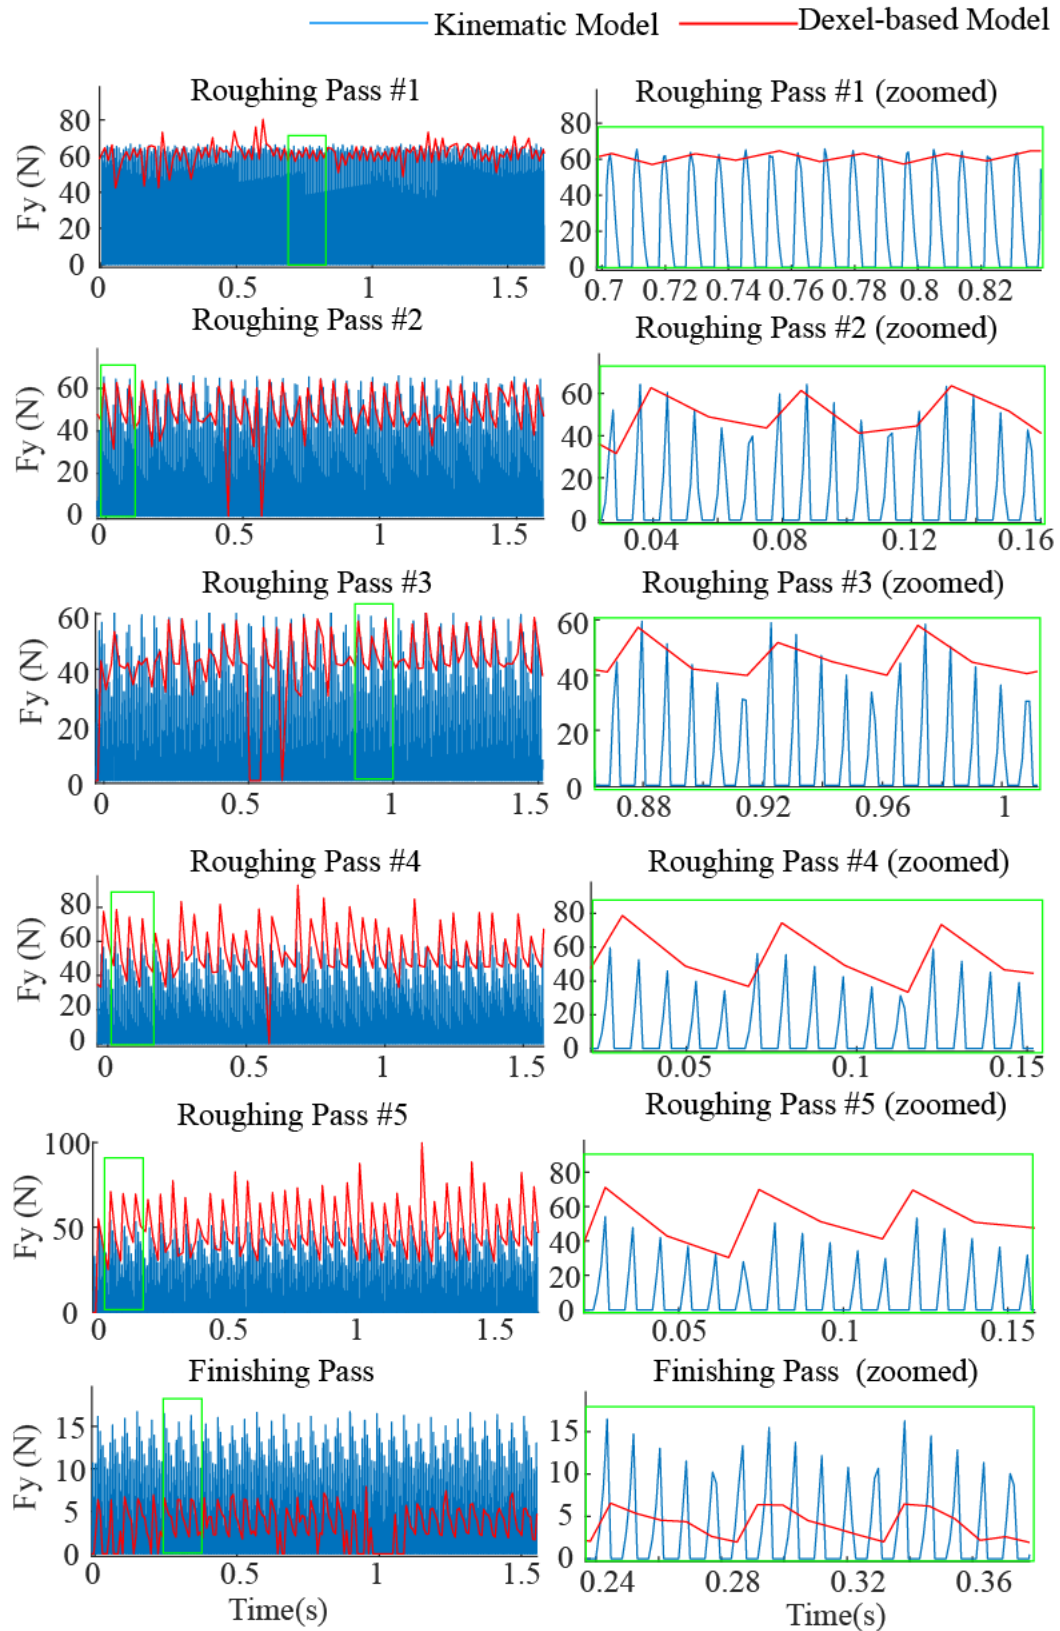 Kinematic Model Dexel-based Model
Roughing Pass #1 Roughing Pass #1 (zoomed)
Fy (N)
80 60 40 20 0
0 0.5 1 1.5
80 60 40 20 0
0.7 0.72 0.74 0.76 0.78 0.8 0.82
Roughing Pass #2 Roughing Pass #2 (zoomed)
Fy (N)
60 40 20 0
0 0.5 1 1.5
60 40 20 0
0.04 0.08 0.12 0.16
Roughing Pass #3 Roughing Pass #3 (zoomed)
Fy (N)
60 40 20 0
0 0.5 1 1.5
60 40 20 0
0.88 0.92 0.96 1
Roughing Pass #4 Roughing Pass #4 (zoomed)
Fy (N)
80 60 40 20 0
0 0.5 1 1.5
80 60 40 20 0
0.05 0.1 0.15
Roughing Pass #5 Roughing Pass #5 (zoomed)
Fy (N)
100 50 0
0 0.5 1 1.5
80 60 40 20 0
0.05 0.1 0.15
Finishing Pass Finishing Pass (zoomed)
Fy (N)
15 10 5 0
0 0.5 1 1.5
Time(s)
15 10 5 0
0.24 0.28 0.32 0.36
Time(s)